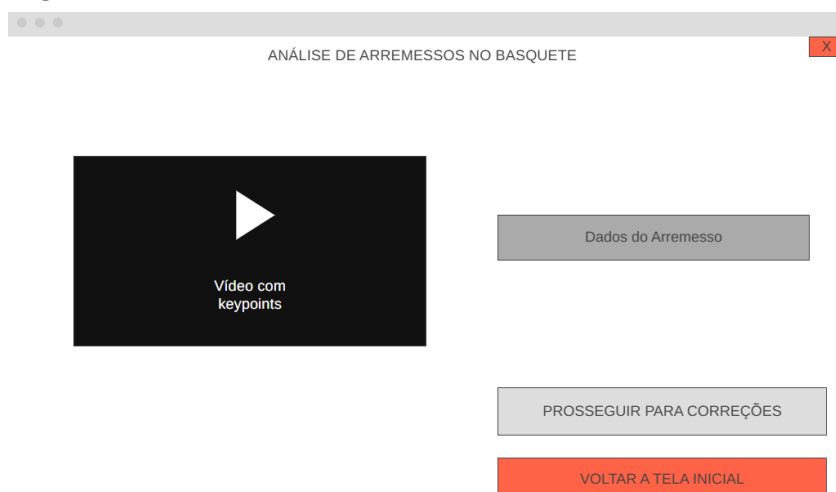 ANÁLISE DE ARREMESSOS NO BASQUETE
X
Vídeo com
keypoints
Dados do Arremesso
PROSSEGUIR PARA CORREÇÕES
VOLTAR A TELA INICIAL